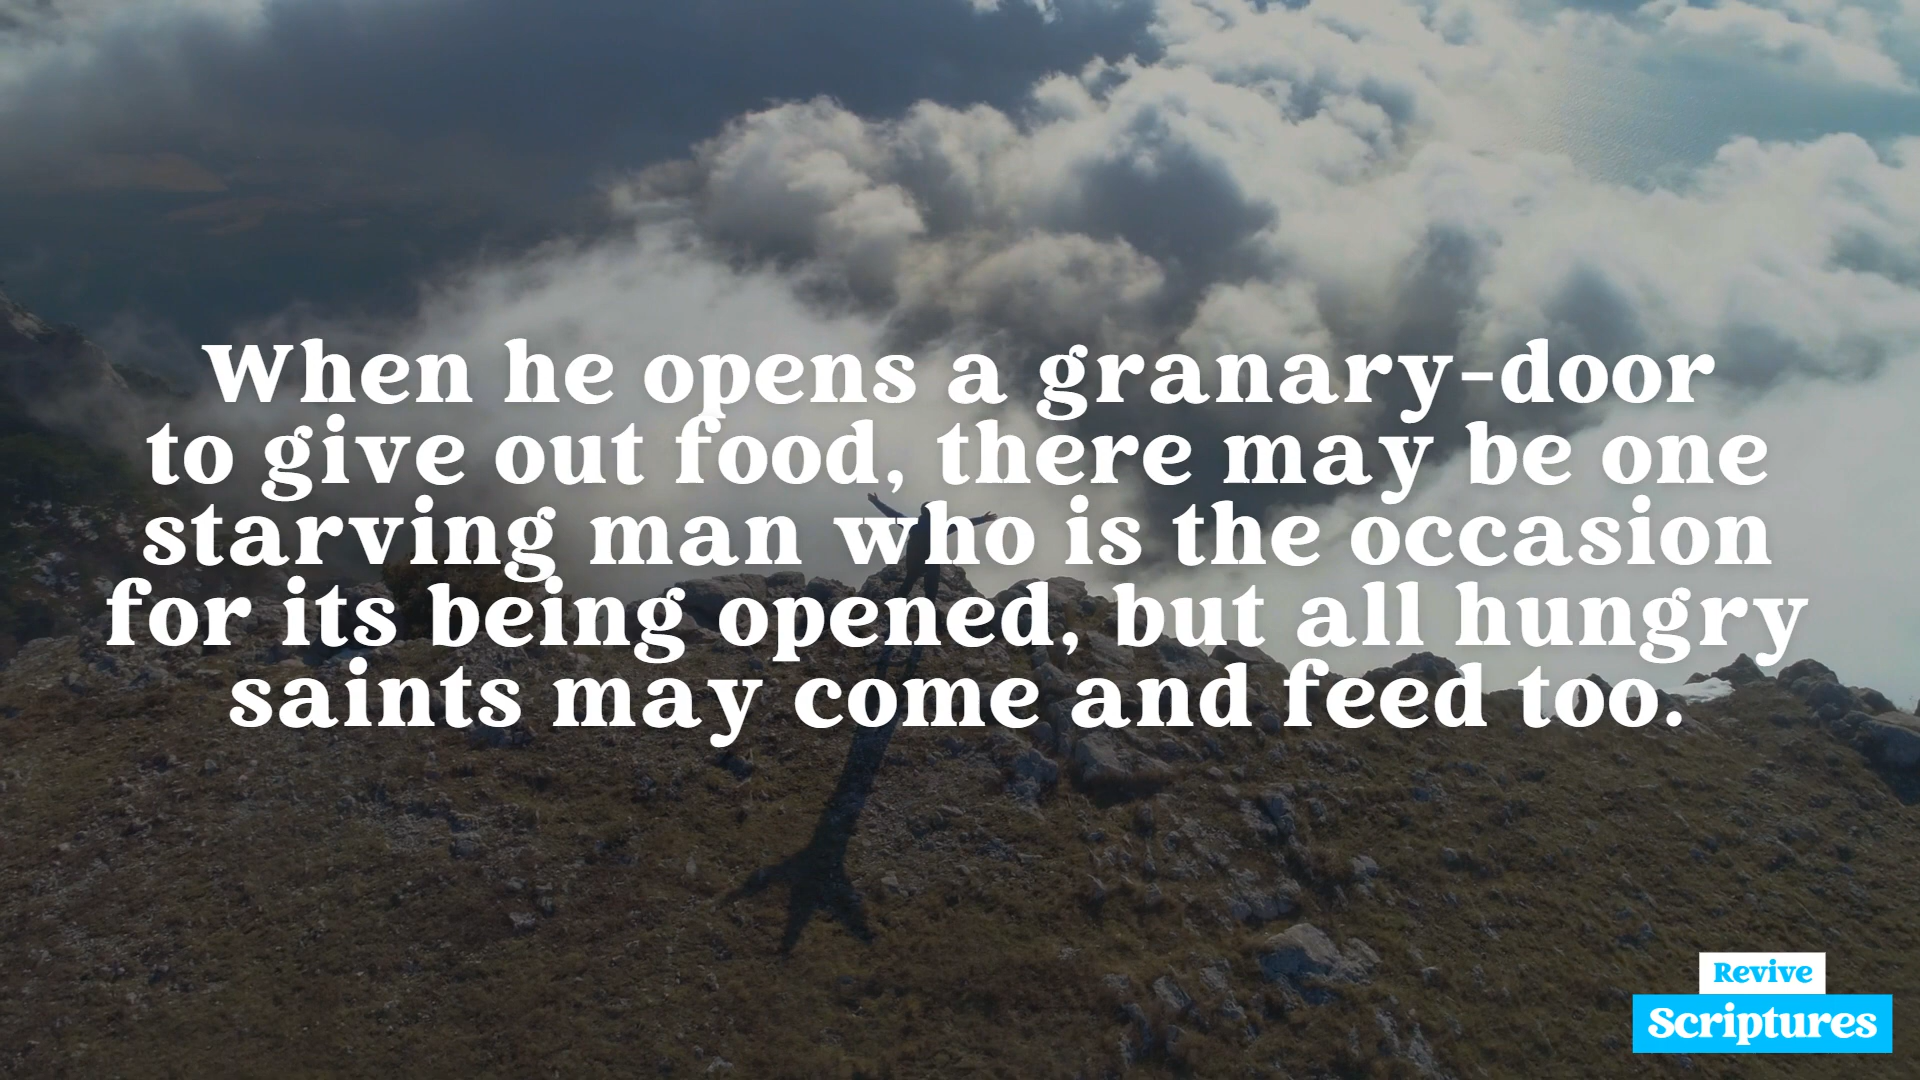 When he opens a granary-door
to give out food, there may be one
starving man who is the occasion
for its being opened, but all hungry
saints may come and feed too.
Revive
Scriptures